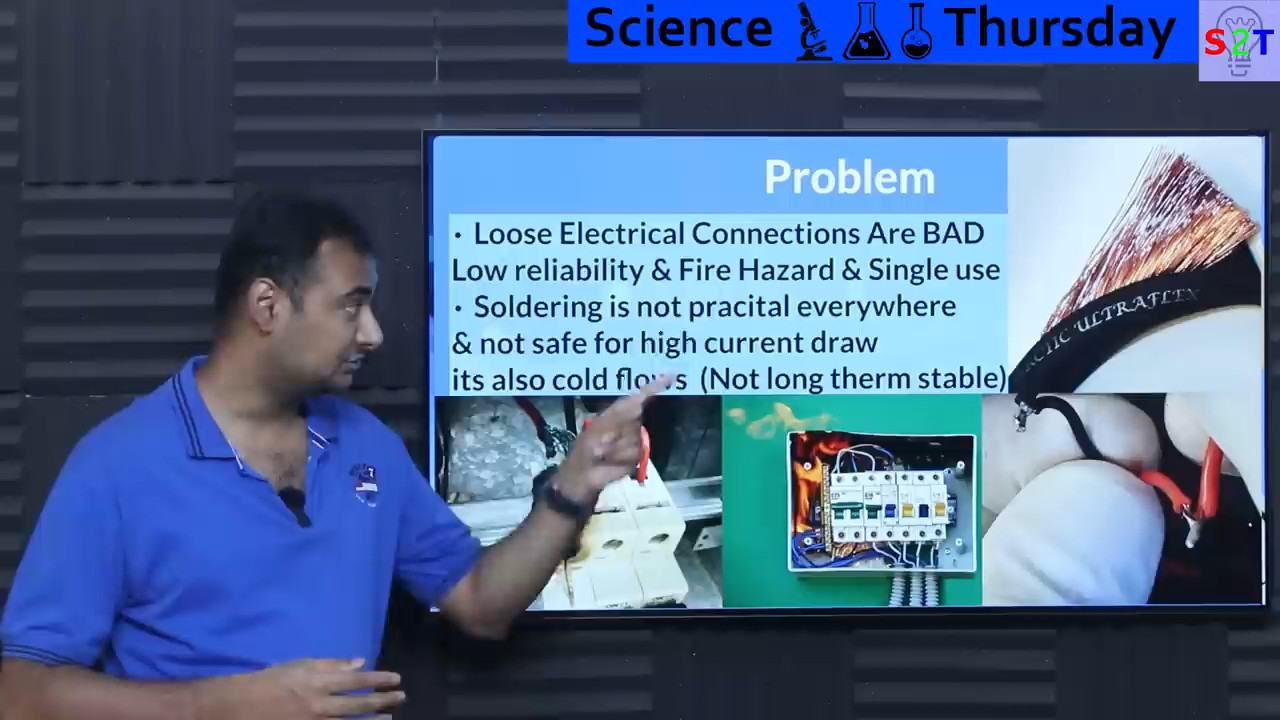 Science Thursday
S2T
Problem
· Loose Electrical Connections Are BAD
Low reliability & Fire Hazard & Single use
· Soldering is not pracital everywhere
& not safe for high current draw
its also cold flows (Not long therm stable)
CTIC ULTRAFLEX